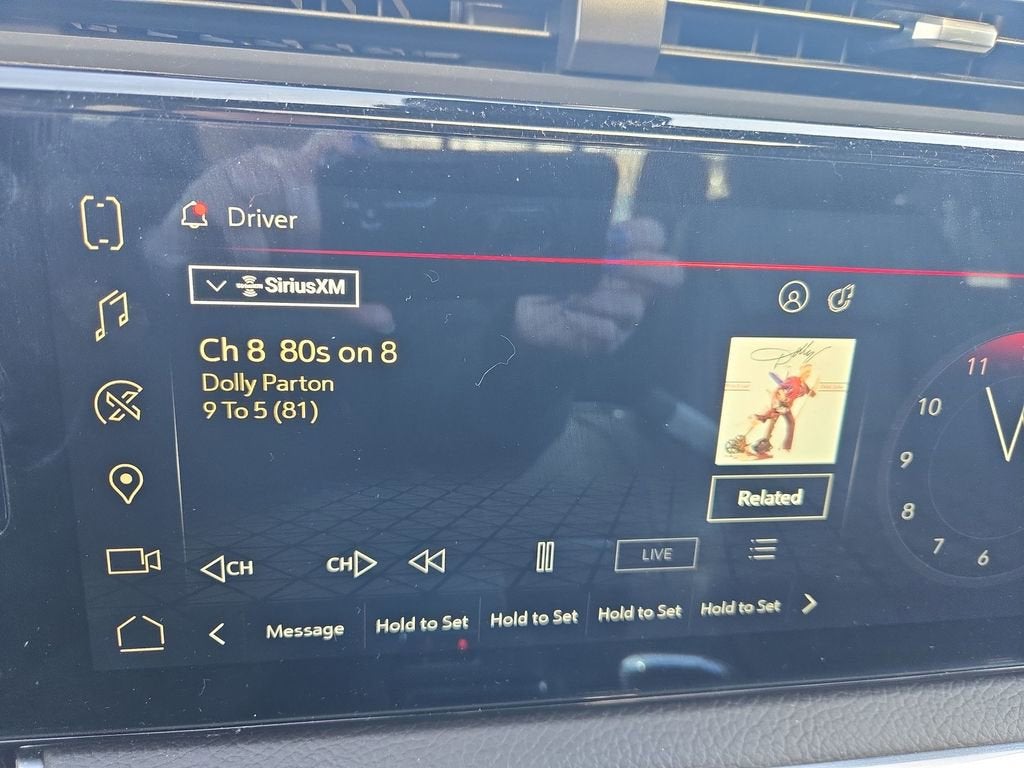 Driver
SiriusXM
Ch 8 80s on 8
Dolly Parton
9 To 5 (81)
Dolly
Related
CH
CH
LIVE
Message
Hold to Set
Hold to Set
Hold to Set
Hold to Set
11
10
9
8
7
6